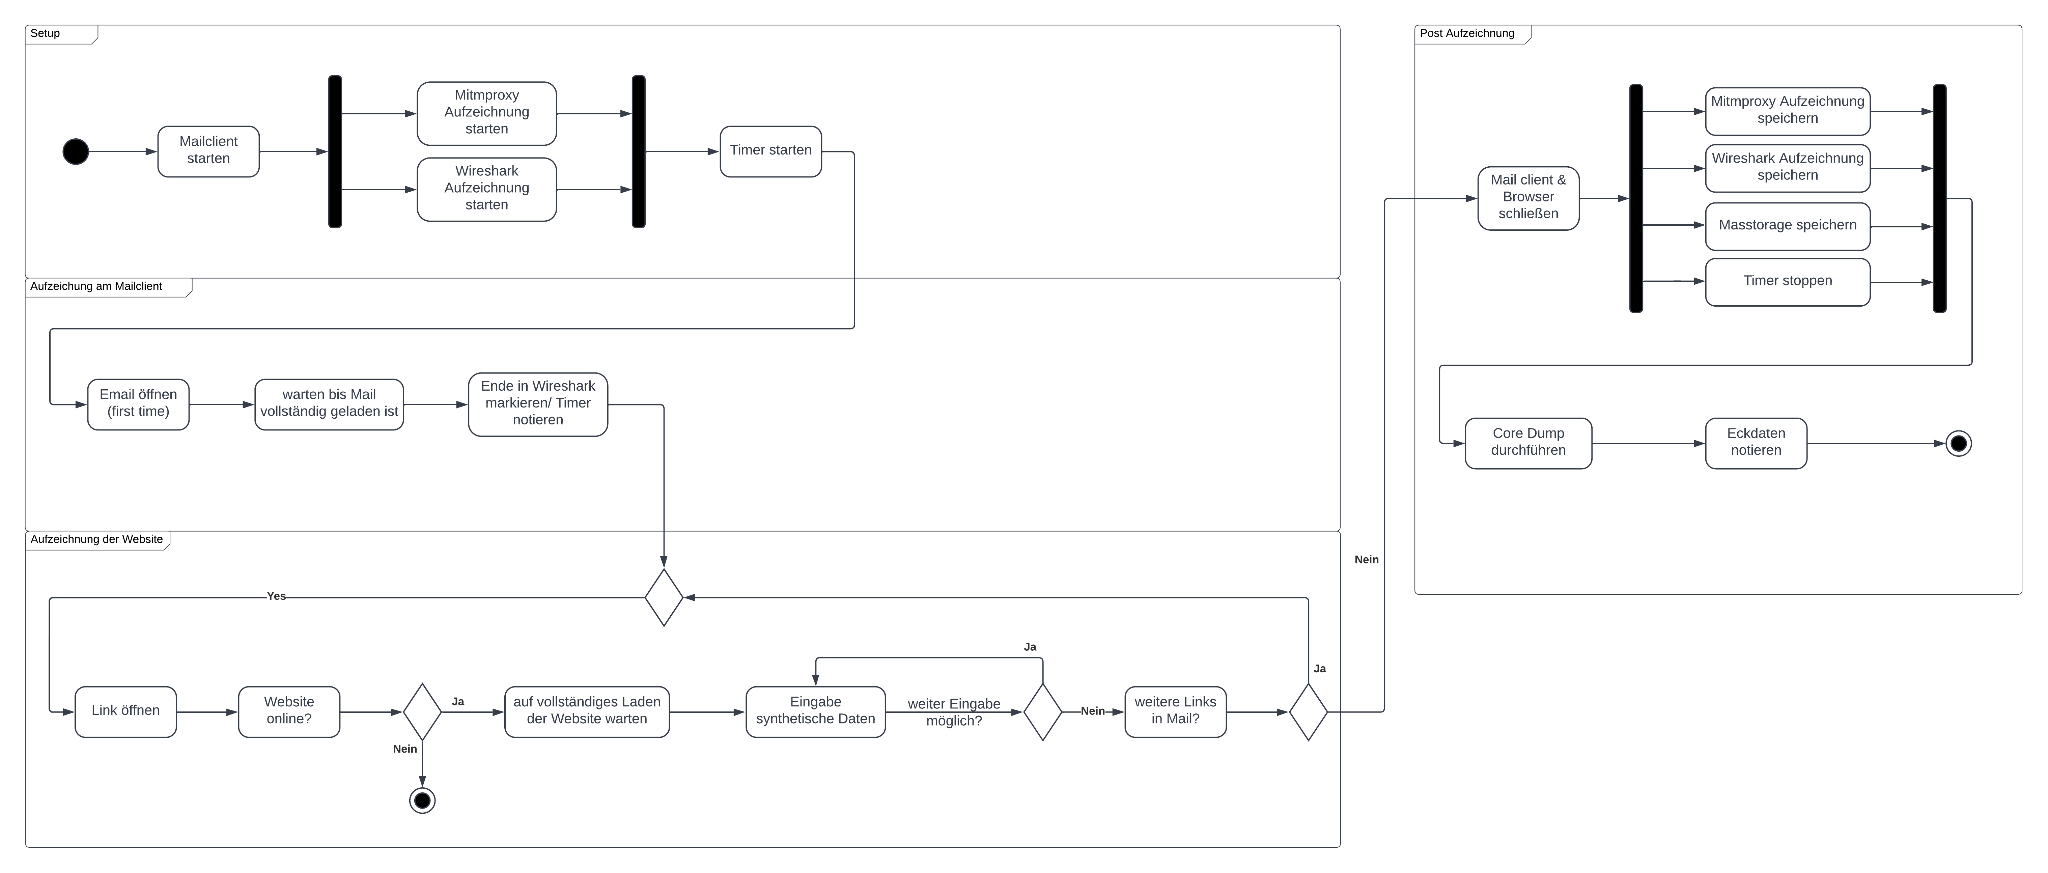 Setup
Mailclient
starten
Mitmproxy
Aufzeichnung
starten
Wireshark
Aufzeichnung
starten
Timer starten
Aufzeichung am Mailclient
Email öffnen
(first time)
warten bis Mail
vollständig geladen ist
Ende in Wireshark
markieren/ Timer
notieren
Aufzeichnung der Website
Yes
Link öffnen
Website
online?
Ja
Nein
auf vollständiges Laden
der Website warten
Eingabe
synthetische Daten
weiter Eingabe
möglich?
Ja
Nein
weitere Links
in Mail?
Ja
Nein
Post Aufzeichnung
Mail client &
Browser
schließen
Mitmproxy Aufzeichnung
speichern
Wireshark Aufzeichnung
speichern
Masstorage speichern
Timer stoppen
Core Dump
durchführen
Eckdaten
notieren